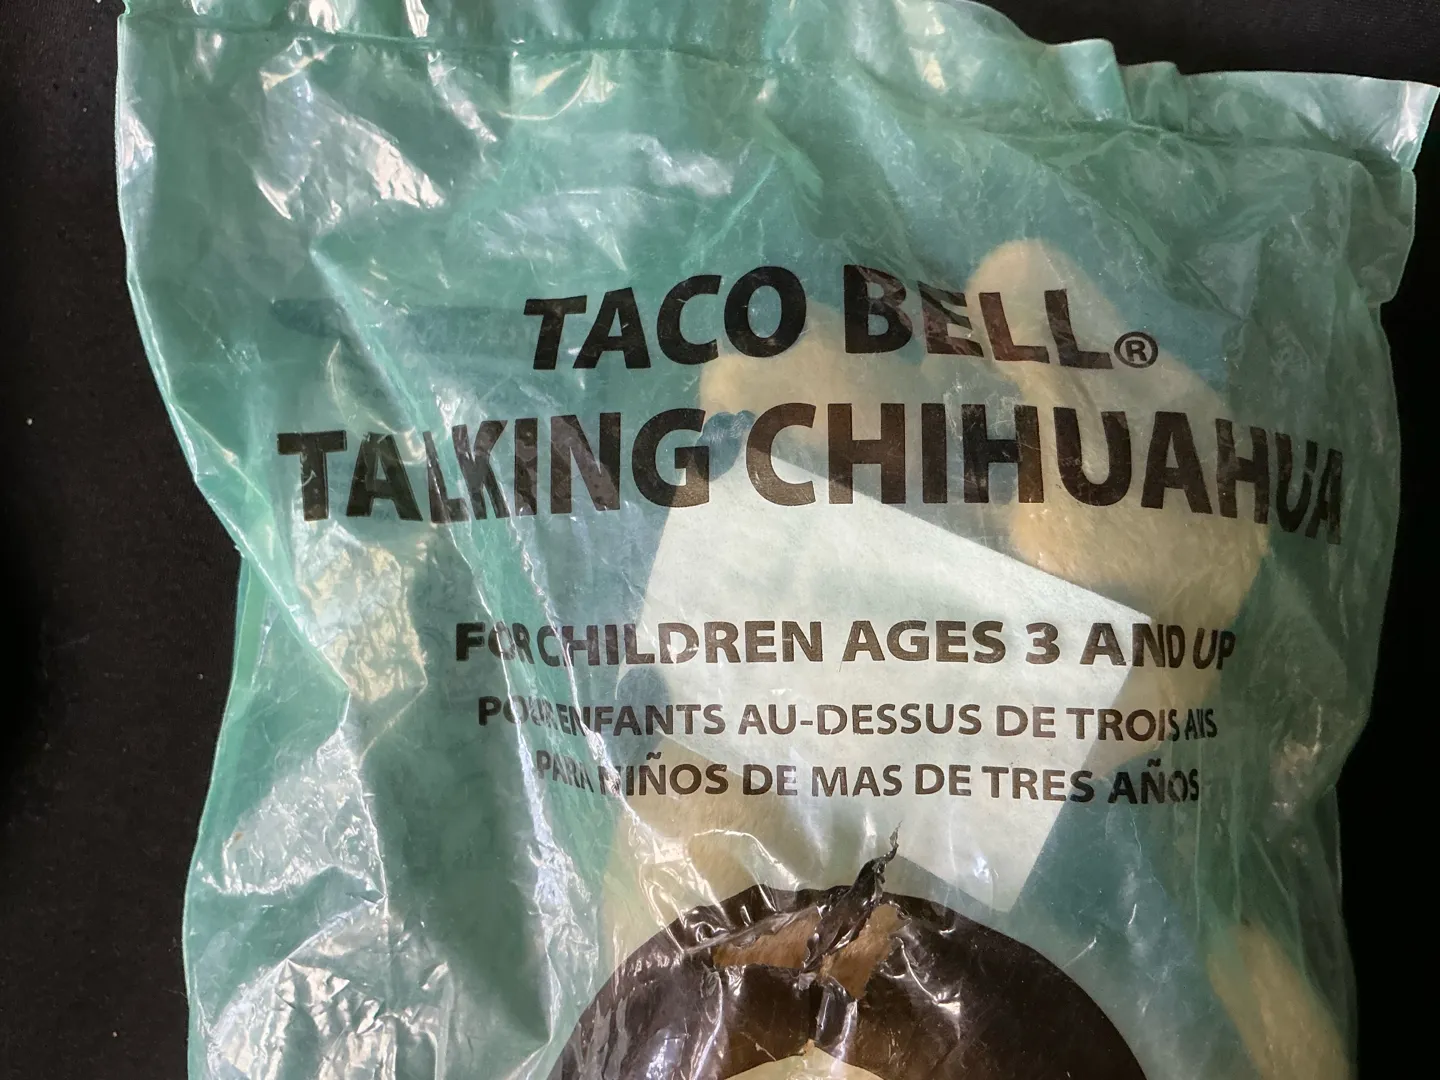 TACO BELL®
TALKING CHIHUAHUA
FOR CHILDREN AGES 3 AND UP
POUR ENFANTS AU-DESSUS DE TROIS ANS
PARA NIÑOS DE MAS DE TRES AÑOS